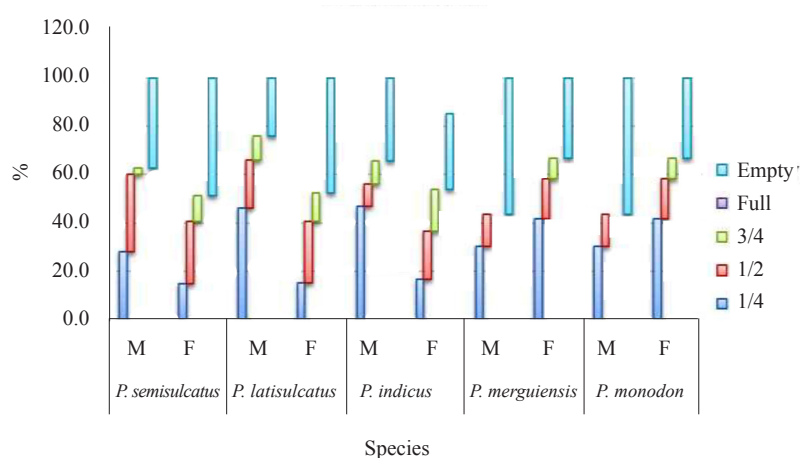 120.0
100.0
80.0
60.0
40.0
20.0
0.0
%
M F M F M F M F M F
P. semisulcatus P. latisulcatus P. indicus P. merguiensis P. monodon
Species
Empty
Full
3/4
1/2
1/4